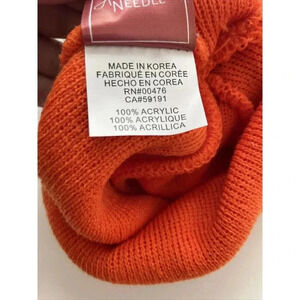 NEEDLE
MADE IN KOREA
FABRIQUÉ EN CORÉE
HECHO EN COREA
RN#00476
CA#59191
100% ACRYLIC
100% ACRYLIQUE
100% ACRILLICA